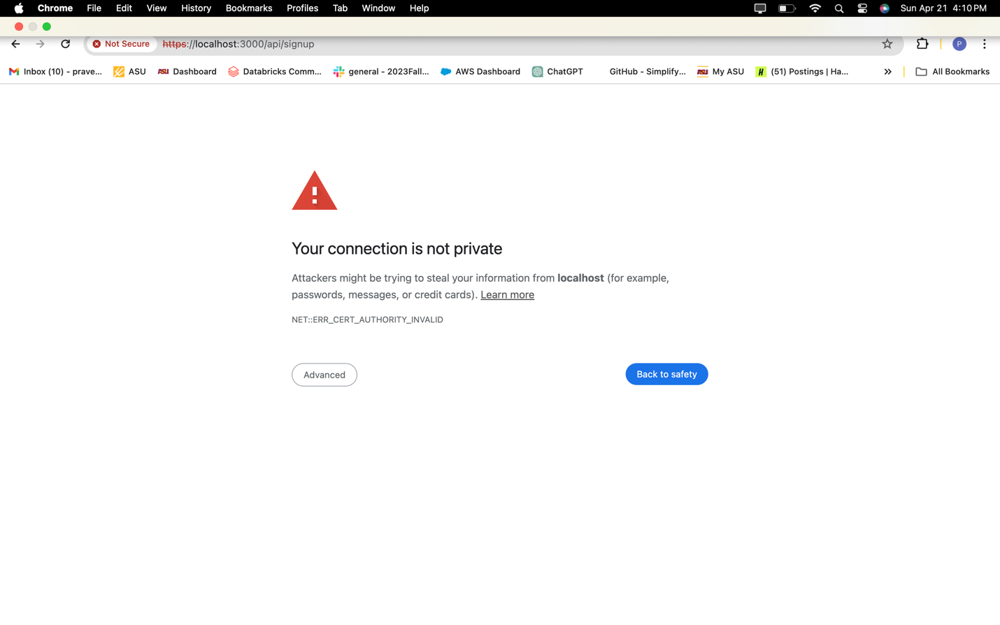 Chrome File Edit View History Bookmarks Profiles Tab Window Help Sun Apr 21 4:10 PM
Not Secure https://localhost:3000/api/signup P
Inbox (10) - prave... ASU ASU Dashboard Databricks Comm... general - 2023Fall... AWS Dashboard ChatGPT GitHub - Simplify... ASU My ASU H (51) Postings | Ha... » All Bookmarks
Your connection is not private
Attackers might be trying to steal your information from localhost (for example,
passwords, messages, or credit cards). Learn more
NET::ERR_CERT_AUTHORITY_INVALID
Advanced Back to safety